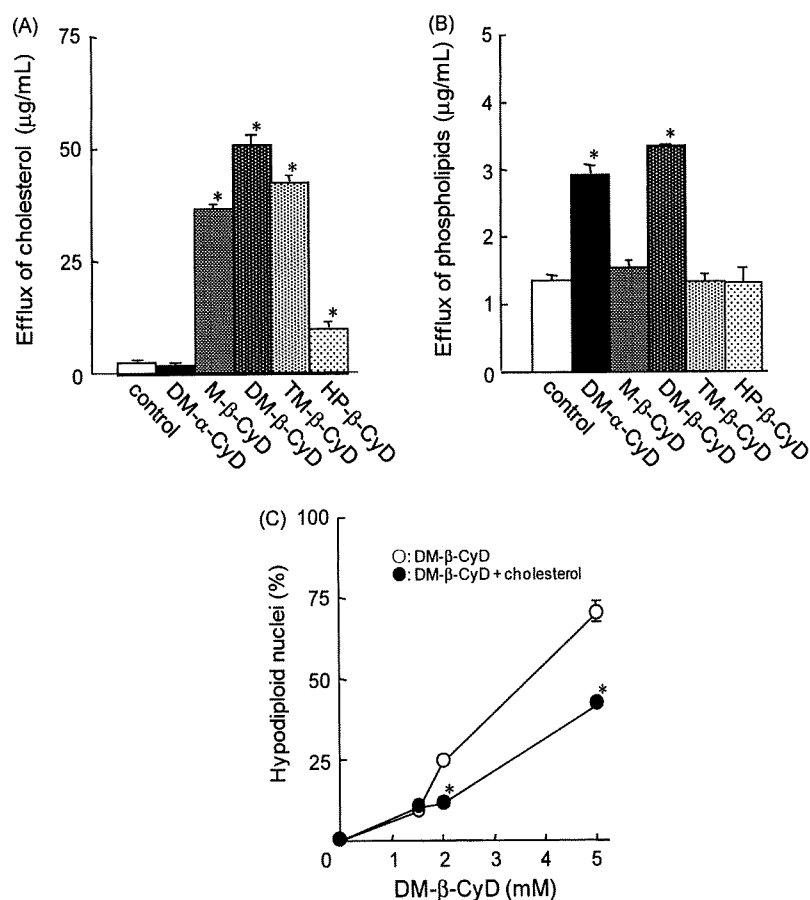 (A)
Efflux of cholesterol (μg/mL)
75
50
25
0
control
DM-α-CyD
M-β-CyD
DM-β-CyD
TM-β-CyD
HP-β-CyD
*
*
*
*
(B)
Efflux of phospholipids (μg/mL)
5
4
3
2
1
0
control
DM-α-CyD
M-β-CyD
DM-β-CyD
TM-β-CyD
HP-β-CyD
*
*
(C)
Hypodiploid nuclei (%)
100
75
50
25
0
1
2
3
4
5
○: DM-β-CyD
●: DM-β-CyD + cholesterol
*
*
DM-β-CyD (mM)